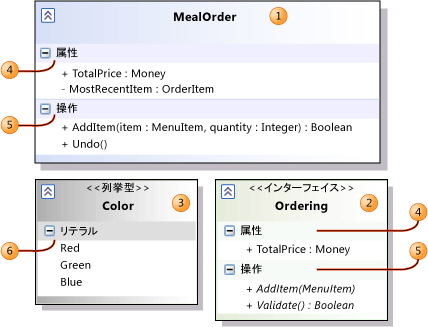 MealOrder 1
4 属性
+ TotalPrice : Money
- MostRecentItem : OrderItem
5 操作
+ AddItem(item : MenuItem, quantity : Integer) : Boolean
+ Undo()
<<列挙型>>
Color 3
6 リテラル
Red
Green
Blue
<<インターフェイス>>
Ordering 2
属性 4
+ TotalPrice : Money
操作 5
+ AddItem(MenuItem)
+ Validate() : Boolean